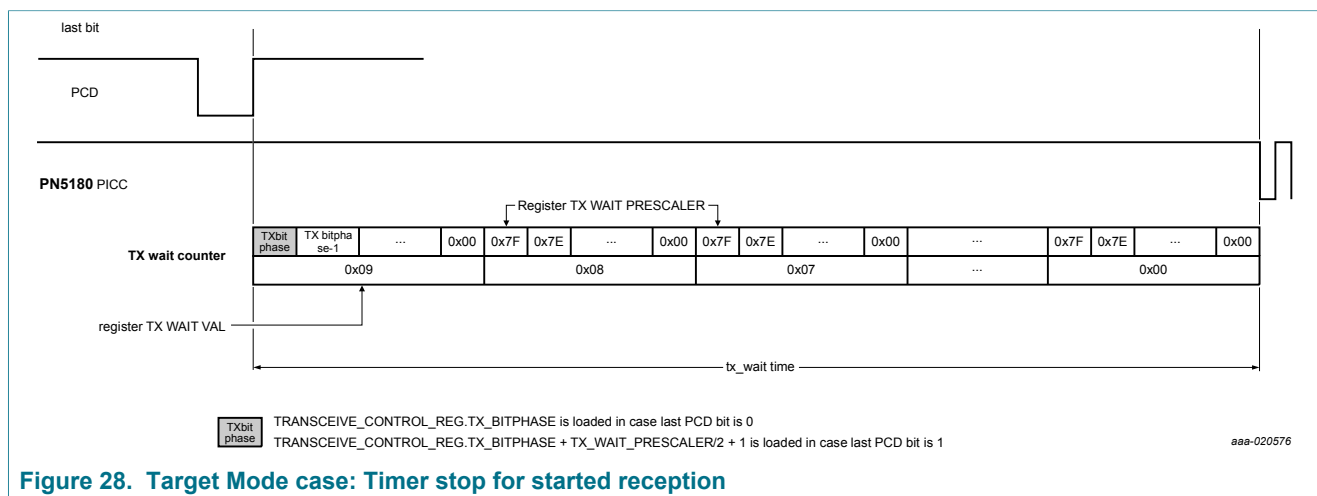 last bit
PCD
PN5180 PICC
Register TX WAIT PRESCALER
TX wait counter
TXbit
phase
TX bitpha
se-1
...
0x00
0x7F
0x7E
...
0x00
0x7F
0x7E
...
0x00
...
0x7F
0x7E
...
0x00
0x09
0x08
0x07
...
0x00
register TX WAIT VAL
tx_wait time
TXbit
phase
TRANSCEIVE_CONTROL_REG.TX_BITPHASE is loaded in case last PCD bit is 0
TRANSCEIVE_CONTROL_REG.TX_BITPHASE + TX_WAIT_PRESCALER/2 + 1 is loaded in case last PCD bit is 1
aaa-020576
Figure 28. Target Mode case: Timer stop for started reception